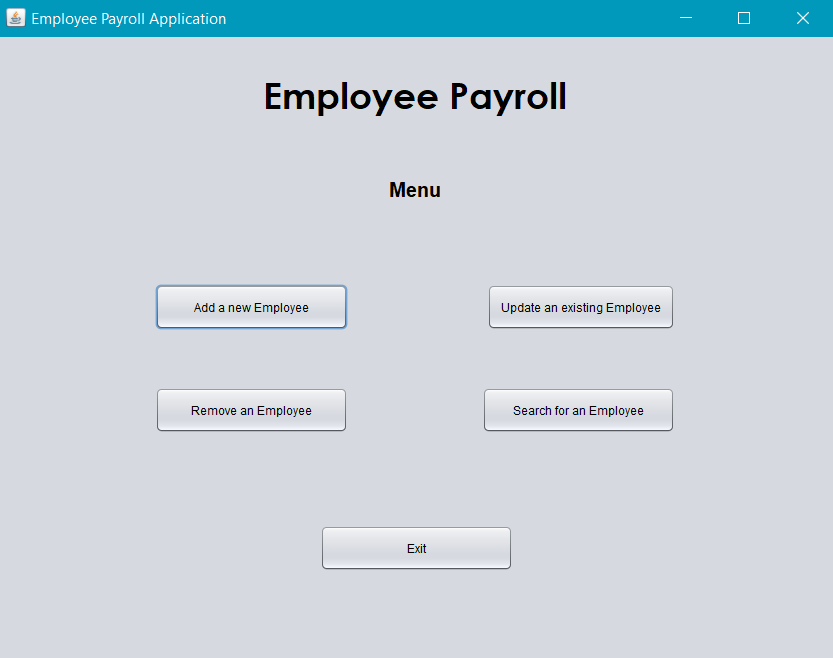 Employee Payroll Application
Employee Payroll
Menu
Add a new Employee
Update an existing Employee
Remove an Employee
Search for an Employee
Exit